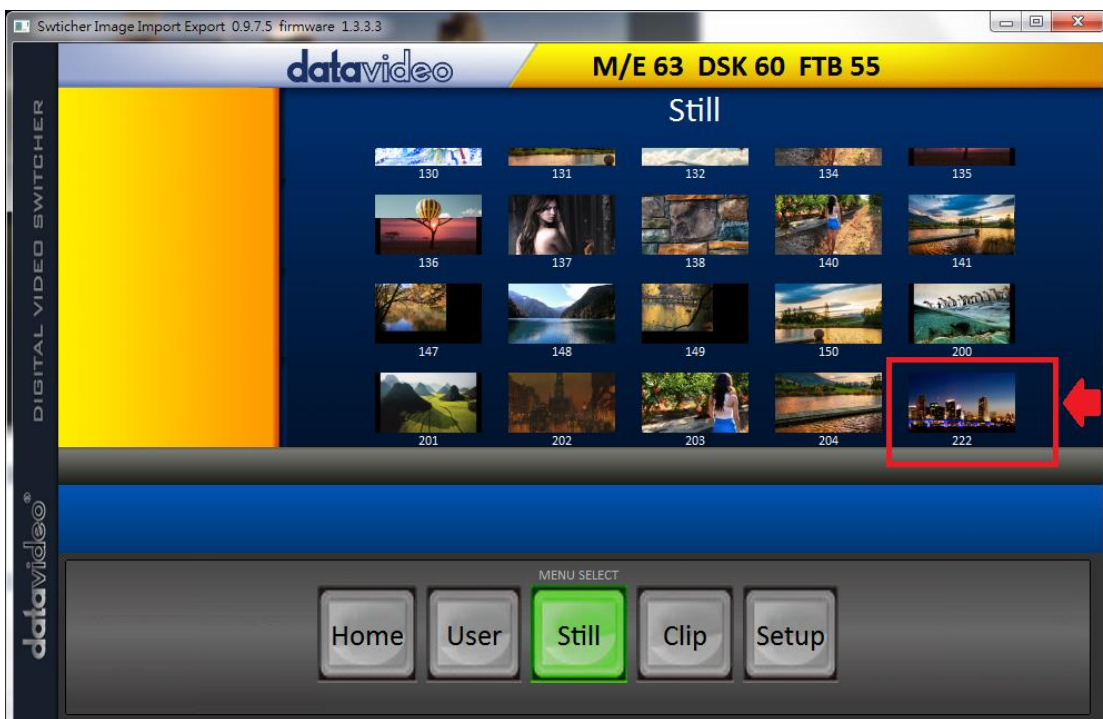 Swticher Image Import Export 0.9.7.5 firmware 1.3.3.3
datavideo
M/E 63 DSK 60 FTB 55
Still
130 131 132 134 135
136 137 138 140 141
147 148 149 150 200
201 202 203 204 222
DIGITAL VIDEO SWITCHER
datavideo®
MENU SELECT
Home User Still Clip Setup